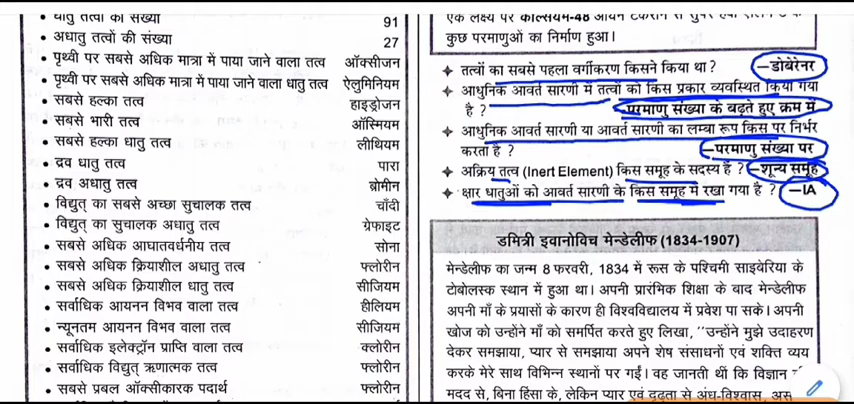 धातु तत्वों की संख्या 91
अधातु तत्वों की संख्या 27
पृथ्वी पर सबसे अधिक मात्रा में पाया जाने वाला तत्व ऑक्सीजन
पृथ्वी पर सबसे अधिक मात्रा में पाया जाने वाला धातु तत्व ऐलुमिनियम
सबसे हल्का तत्व हाइड्रोजन
सबसे भारी तत्व ऑस्मियम
सबसे हल्का धातु तत्व लीथियम
द्रव धातु तत्व पारा
द्रव अधातु तत्व ब्रोमीन
विद्युत् का सबसे अच्छा सुचालक तत्व चाँदी
विद्युत् का सुचालक अधातु तत्व ग्रेफाइट
सबसे अधिक आघातवर्धनीय तत्व सोना
सबसे अधिक क्रियाशील अधातु तत्व फ्लोरीन
सबसे अधिक क्रियाशील धातु तत्व सीजियम
सर्वाधिक आयनन विभव वाला तत्व हीलियम
न्यूनतम आयनन विभव वाला तत्व सीजियम
सर्वाधिक इलेक्ट्रॉन प्राप्ति वाला तत्व क्लोरीन
सर्वाधिक विद्युत् ऋणात्मक तत्व फ्लोरीन
सबसे प्रबल ऑक्सीकारक पदार्थ फ्लोरीन
एक लक्ष्य पर कैल्सियम-48 आयन
कुछ परमाणुओं का निर्माण हुआ।
तत्वों का सबसे पहला वर्गीकरण किसने किया था ? –डोबेरेनर
आधुनिक आवर्त सारणी में तत्वों को किस प्रकार व्यवस्थित किया गया
है ? परमाणु संख्या के बढ़ते हुए क्रम में
आधुनिक आवर्त सारणी या आवर्त सारणी का लम्बा रूप किस पर निर्भर
करता है ? –परमाणु संख्या पर
अक्रिय तत्व (Inert Element) किस समूह के सदस्य हैं ? –शून्य समूह
क्षार धातुओं को आवर्त सारणी के किस समूह में रखा गया है ? –IA
डमित्री इवानोविच मेन्डेलीफ (1834-1907)
मेन्डेलीफ का जन्म 8 फरवरी, 1834 में रूस के पश्चिमी साइबेरिया के
टोबोलस्क स्थान में हुआ था। अपनी प्रारंभिक शिक्षा के बाद मेन्डेलीफ
अपनी माँ के प्रयासों के कारण ही विश्वविद्यालय में प्रवेश पा सके। अपनी
खोज को उन्होंने माँ को समर्पित करते हुए लिखा, ''उन्होंने मुझे उदाहरण
देकर समझाया, प्यार से समझाया अपने शेष संसाधनों एवं शक्ति व्यय
करके मेरे साथ विभिन्न स्थानों पर गईं। वह जानती थीं कि विज्ञान
मदद से, बिना हिंसा के, लेकिन प्यार एवं दृढ़ता से अंध-विश्वास,